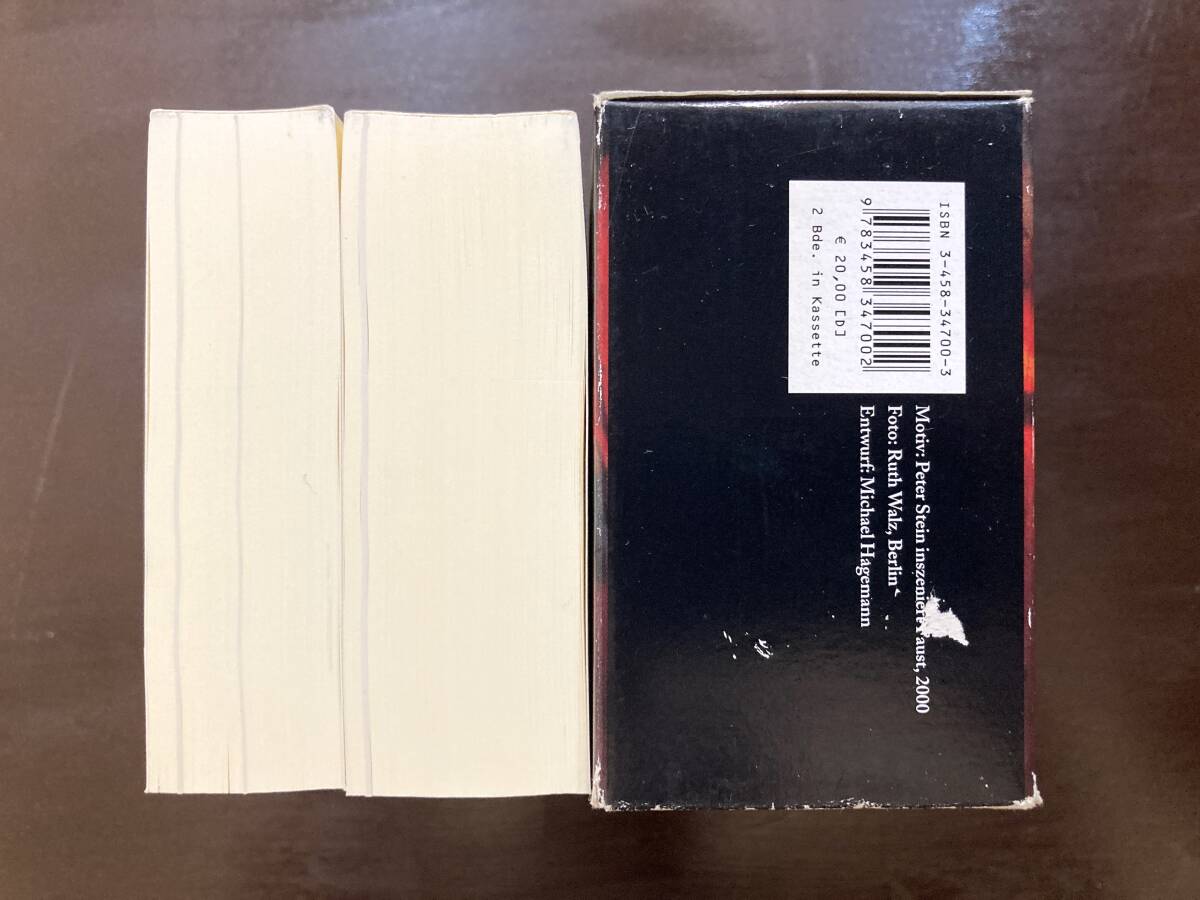 ISBN 3-458-34700-3
9 783458 347002
€ 20,00 [D]
2 Bde. in Kassette
Motiv: Peter Stein inszeniert aust, 2000
Foto: Ruth Walz, Berlin
Entwurf: Michael Hagemann